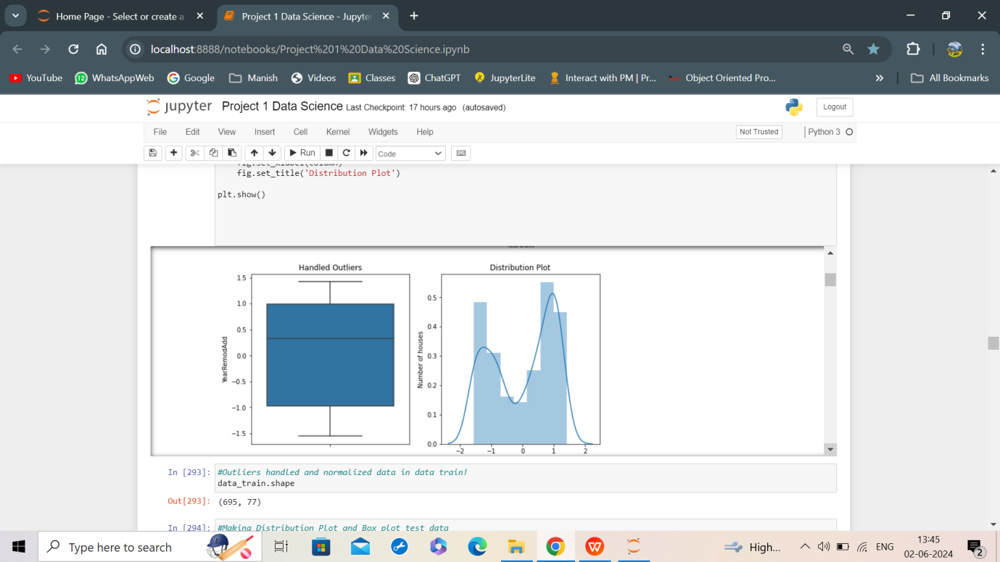 Home Page - Select or create a
Project 1 Data Science - Jupyter
localhost:8888/notebooks/Project%201%20Data%20Science.ipynb
YouTube
12
WhatsAppWeb
Google
Manish
Videos
Classes
ChatGPT
JupyterLite
Interact with PM | Pr...
Object Oriented Pro...
»
All Bookmarks
jupyter Project 1 Data Science Last Checkpoint: 17 hours ago (autosaved)
Logout
File Edit View Insert Cell Kernel Widgets Help
Not Trusted
Python 3
Run
Code
fig.set_xlabel(column)
fig.set_title('Distribution Plot')
plt.show()
YearBuilt
Handled Outliers
1.5
1.0
0.5
0.0
−0.5
−1.0
−1.5
YearRemodAdd
Distribution Plot
0.5
0.4
0.3
0.2
0.1
0.0
Number of houses
−2 −1 0 1 2
In [293]: #Outliers handled and normalized data in data train!
data_train.shape
Out[293]: (695, 77)
In [294]: #Making Distribution Plot and Box plot test data
Type here to search
High...
ENG
13:45
02-06-2024
2